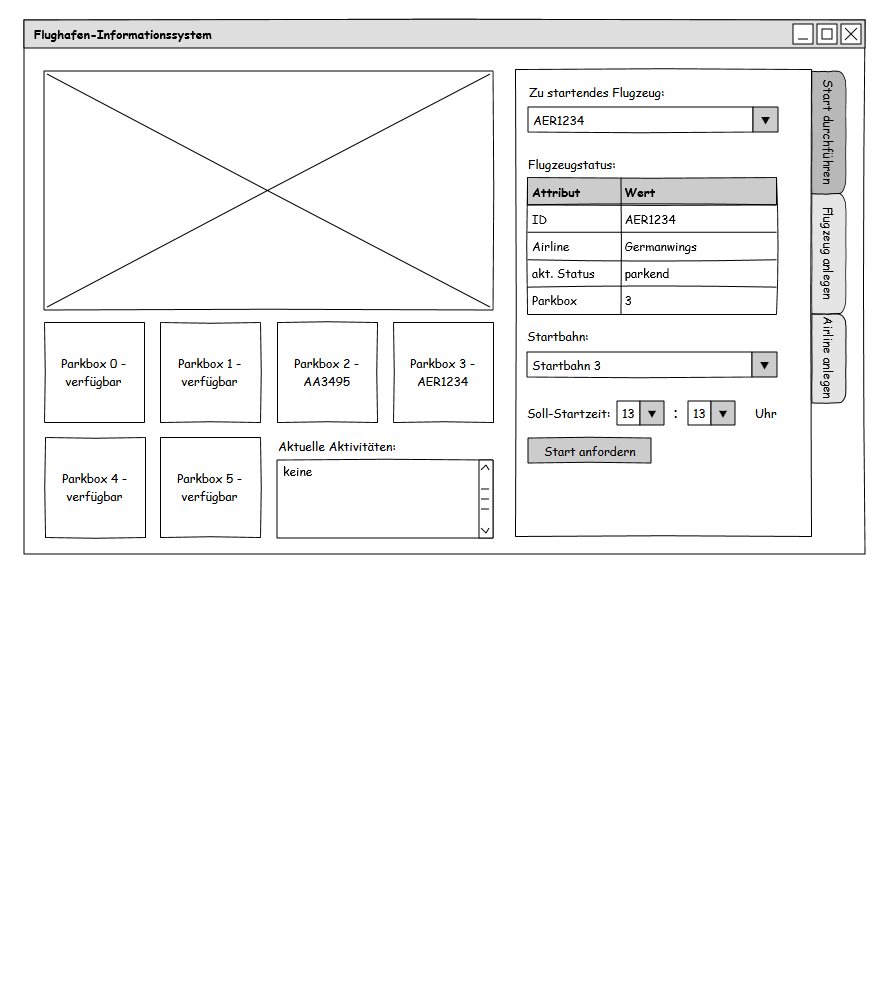 Flughafen-Informationssystem
Parkbox 0 -
verfügbar
Parkbox 1 -
verfügbar
Parkbox 2 -
AA3495
Parkbox 3 -
AER1234
Parkbox 4 -
verfügbar
Parkbox 5 -
verfügbar
Aktuelle Aktivitäten:
keine
Zu startendes Flugzeug:
AER1234
Flugzeugstatus:
Attribut Wert
ID AER1234
Airline Germanwings
akt. Status parkend
Parkbox 3
Startbahn:
Startbahn 3
Soll-Startzeit: 13 : 13 Uhr
Start anfordern
Start durchführen
Flugzeug anlegen
Airline anlegen